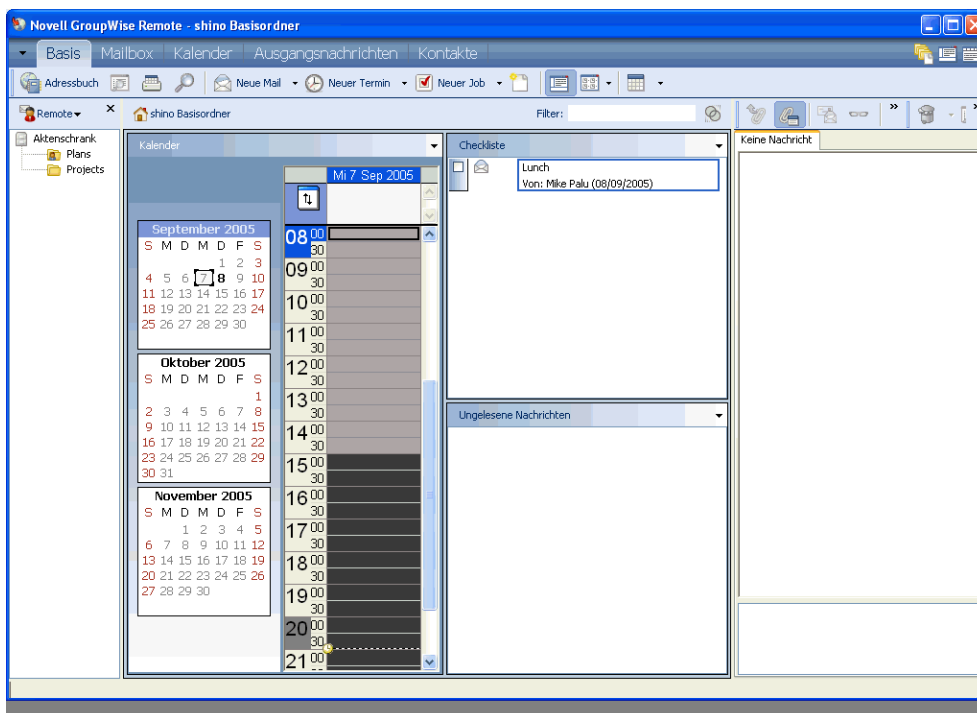 Novell GroupWise Remote - shino Basisordner
Basis Mailbox Kalender Ausgangsnachrichten Kontakte
Adressbuch Neue Mail Neuer Termin Neuer Job
Remote shino Basisordner Filter:
Aktenschrank
Plans
Projects
Kalender
September 2005
S M D M D F S
1 2 3
4 5 6 7 8 9 10
11 12 13 14 15 16 17
18 19 20 21 22 23 24
25 26 27 28 29 30
Oktober 2005
S M D M D F S
1
2 3 4 5 6 7 8
9 10 11 12 13 14 15
16 17 18 19 20 21 22
23 24 25 26 27 28 29
30 31
November 2005
S M D M D F S
1 2 3 4 5
6 7 8 9 10 11 12
13 14 15 16 17 18 19
20 21 22 23 24 25 26
27 28 29 30
Mi 7 Sep 2005
08 00
30
09 00
30
10 00
30
11 00
30
12 00
30
13 00
30
14 00
30
15 00
30
16 00
30
17 00
30
18 00
30
19 00
30
20 00
30
21 00
Checkliste
Lunch
Von: Mike Palu (08/09/2005)
Ungelesene Nachrichten
Keine Nachricht